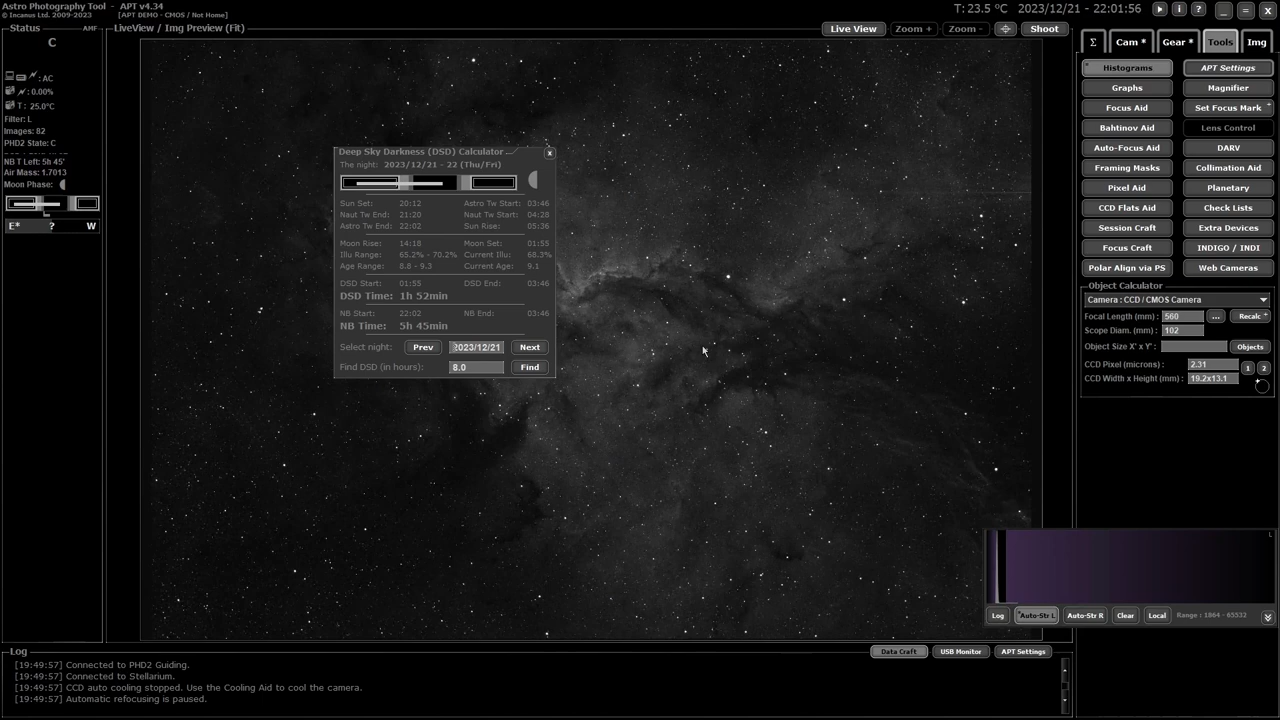 Astro Photography Tool - APT v4.34
© Incanus Ltd. 2009-2023 [APT DEMO - CMOS / Not Home]
T: 23.5 ºC 2023/12/21 - 22:01:56 i ? _ = x
Status AMF
C
: AC
: 0.00%
T : 25.0°C
Filter: L
Images: 82
PHD2 State: C
NB T Left: 5h 45'
Air Mass: 1.7013
Moon Phase:
E* ? W
LiveView / Img Preview (Fit)
Live View Zoom + Zoom - Shoot
Deep Sky Darkness (DSD) Calculator x
The night: 2023/12/21 - 22 (Thu/Fri)
Sun Set: 20:12 Astro Tw Start: 03:46
Naut Tw End: 21:20 Naut Tw Start: 04:28
Astro Tw End: 22:02 Sun Rise: 05:36
Moon Rise: 14:18 Moon Set: 01:55
Illu Range: 65.2% - 70.2% Current Illu: 68.3%
Age Range: 8.8 - 9.3 Current Age: 9.1
DSD Start: 01:55 DSD End: 03:46
DSD Time: 1h 52min
NB Start: 22:02 NB End: 03:46
NB Time: 5h 45min
Select night: Prev 2023/12/21 Next
Find DSD (in hours): 8.0 Find
Σ Cam * Gear * Tools Img
Histograms APT Settings
Graphs Magnifier
Focus Aid Set Focus Mark +
Bahtinov Aid Lens Control
Auto-Focus Aid DARV
Framing Masks Collimation Aid
Pixel Aid Planetary
CCD Flats Aid Check Lists
Session Craft Extra Devices
Focus Craft INDIGO / INDI
Polar Align via PS Web Cameras
Object Calculator
Camera : CCD / CMOS Camera
Focal Length (mm) : 560 ... Recalc +
Scope Diam. (mm) : 102
Object Size X' x Y' : Objects
CCD Pixel (microns) : 2.31 1 2
CCD Width x Height (mm) : 19.2x13.1
L
Log *Auto-Str L Auto-Str R Clear Local Range : 1864 - 65532
Log
Data Craft USB Monitor APT Settings
[19:49:57] Connected to PHD2 Guiding.
[19:49:57] Connected to Stellarium.
[19:49:57] CCD auto cooling stopped. Use the Cooling Aid to cool the camera.
[19:49:57] Automatic refocusing is paused.